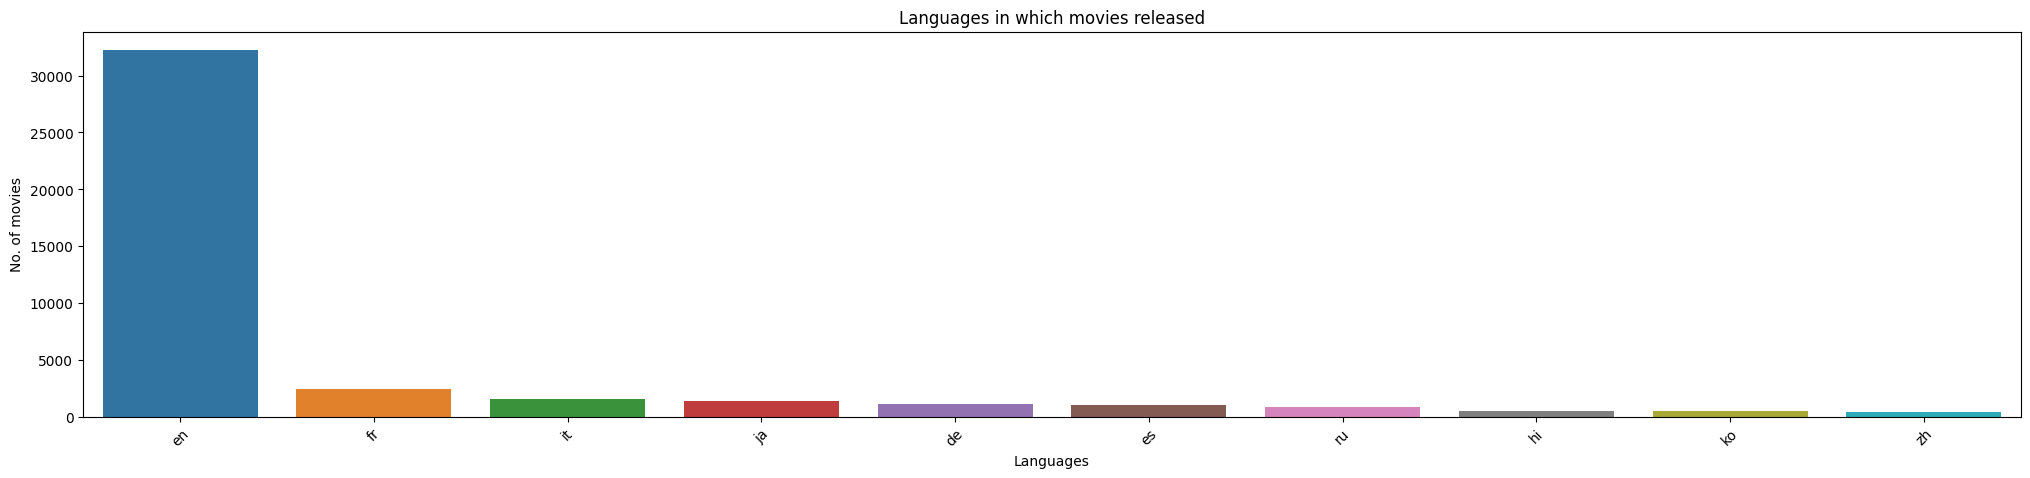 Languages in which movies released
No. of movies
30000
25000
20000
15000
10000
5000
0
en fr it ja de es ru hi ko zh
Languages